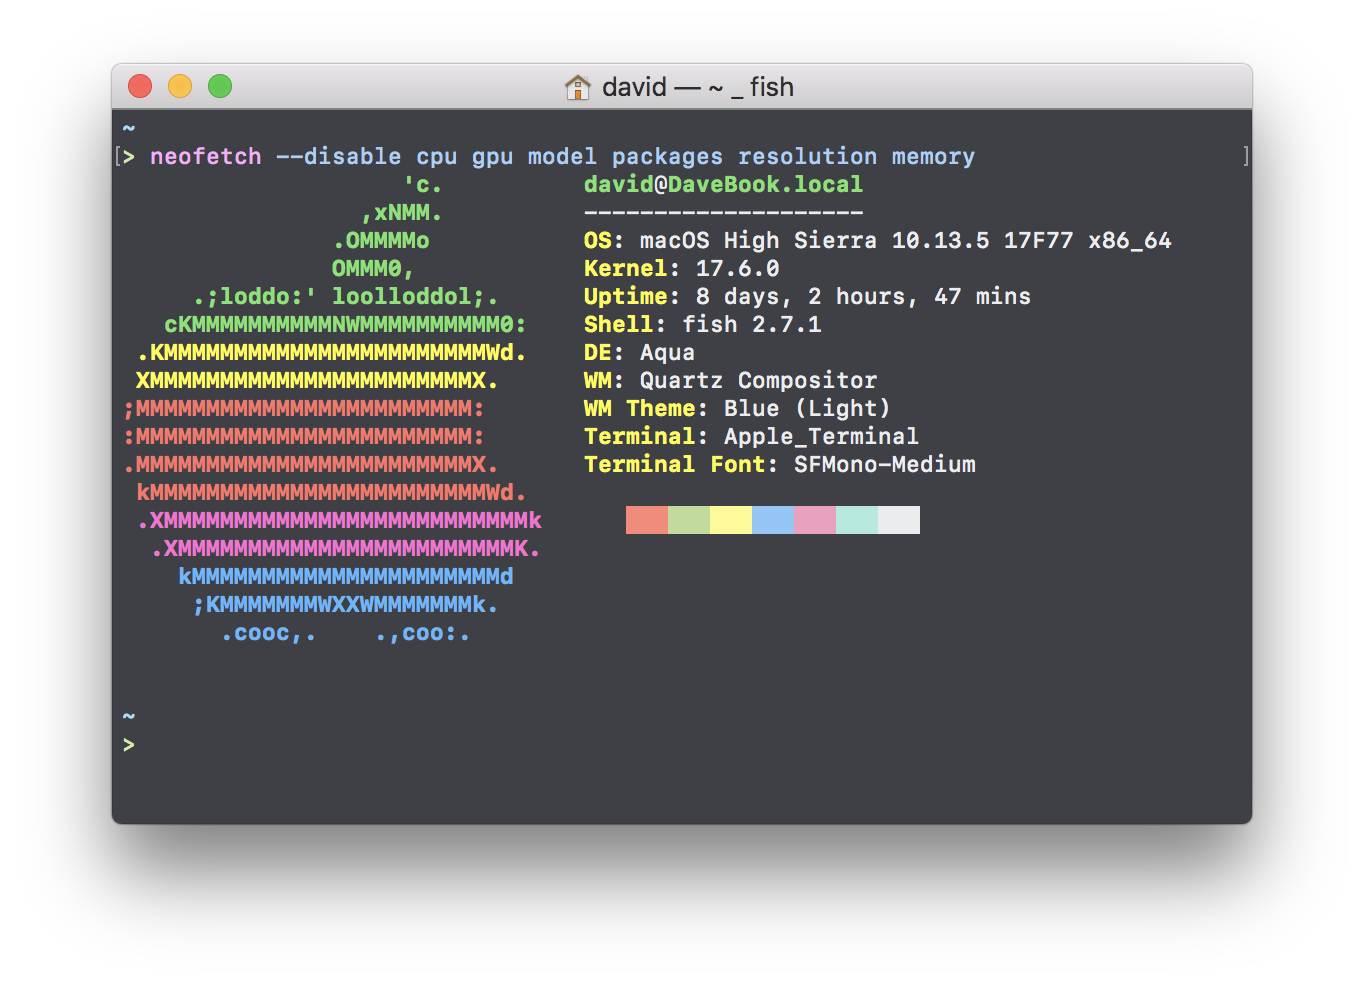 david — ~ _ fish
~
[> neofetch --disable cpu gpu model packages resolution memory ]
                    'c.          david@DaveBook.local
                 ,xNMM.          --------------------
               .OMMMMo           OS: macOS High Sierra 10.13.5 17F77 x86_64
               OMMM0,            Kernel: 17.6.0
     .;loddo:' loolloddol;.      Uptime: 8 days, 2 hours, 47 mins
   cKMMMMMMMMMMNWMMMMMMMMMM0:    Shell: fish 2.7.1
 .KMMMMMMMMMMMMMMMMMMMMMMMWd.    DE: Aqua
 XMMMMMMMMMMMMMMMMMMMMMMMX.      WM: Quartz Compositor
;MMMMMMMMMMMMMMMMMMMMMMMM:       WM Theme: Blue (Light)
:MMMMMMMMMMMMMMMMMMMMMMMM:       Terminal: Apple_Terminal
.MMMMMMMMMMMMMMMMMMMMMMMMX.      Terminal Font: SFMono-Medium
 kMMMMMMMMMMMMMMMMMMMMMMMMWd.
 .XMMMMMMMMMMMMMMMMMMMMMMMMMMk
  .XMMMMMMMMMMMMMMMMMMMMMMMMK.
    kMMMMMMMMMMMMMMMMMMMMMMd
     ;KMMMMMMMWXXWMMMMMMMk.
       .cooc,.    .,coo:.
~
>